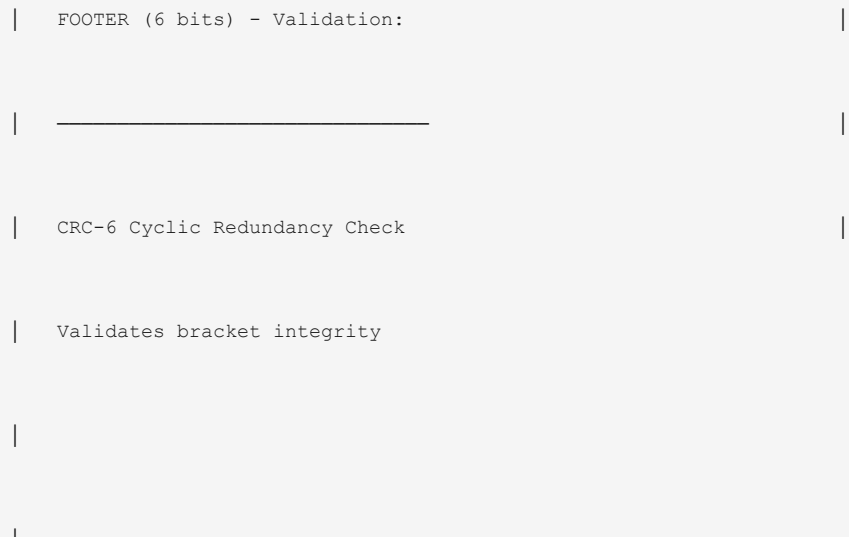 | FOOTER (6 bits) - Validation: |
| ─────────────────────────────── |
| CRC-6 Cyclic Redundancy Check |
| Validates bracket integrity
|
|